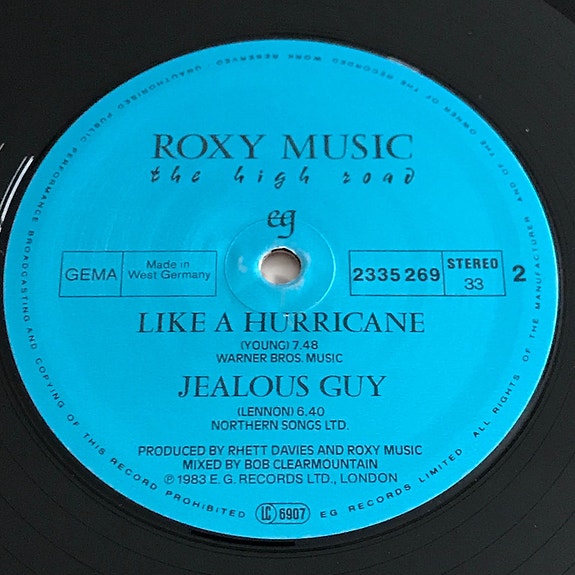 ROXY MUSIC
the high road
eg
GEMA
Made in
West Germany
2335 269
STEREO
33
2
LIKE A HURRICANE
(YOUNG) 7.48
WARNER BROS. MUSIC
JEALOUS GUY
(LENNON) 6.40
NORTHERN SONGS LTD.
PRODUCED BY RHETT DAVIES AND ROXY MUSIC
MIXED BY BOB CLEARMOUNTAIN
℗ 1983 E. G. RECORDS LTD., LONDON
LC 6907
EG RECORDS LIMITED. ALL RIGHTS OF THE MANUFACTURER AND OF THE OWNER OF THE RECORDED WORK RESERVED UNAUTHORISED PUBLIC PERFORMANCE BROADCASTING AND COPYING OF THIS RECORD PROHIBITED